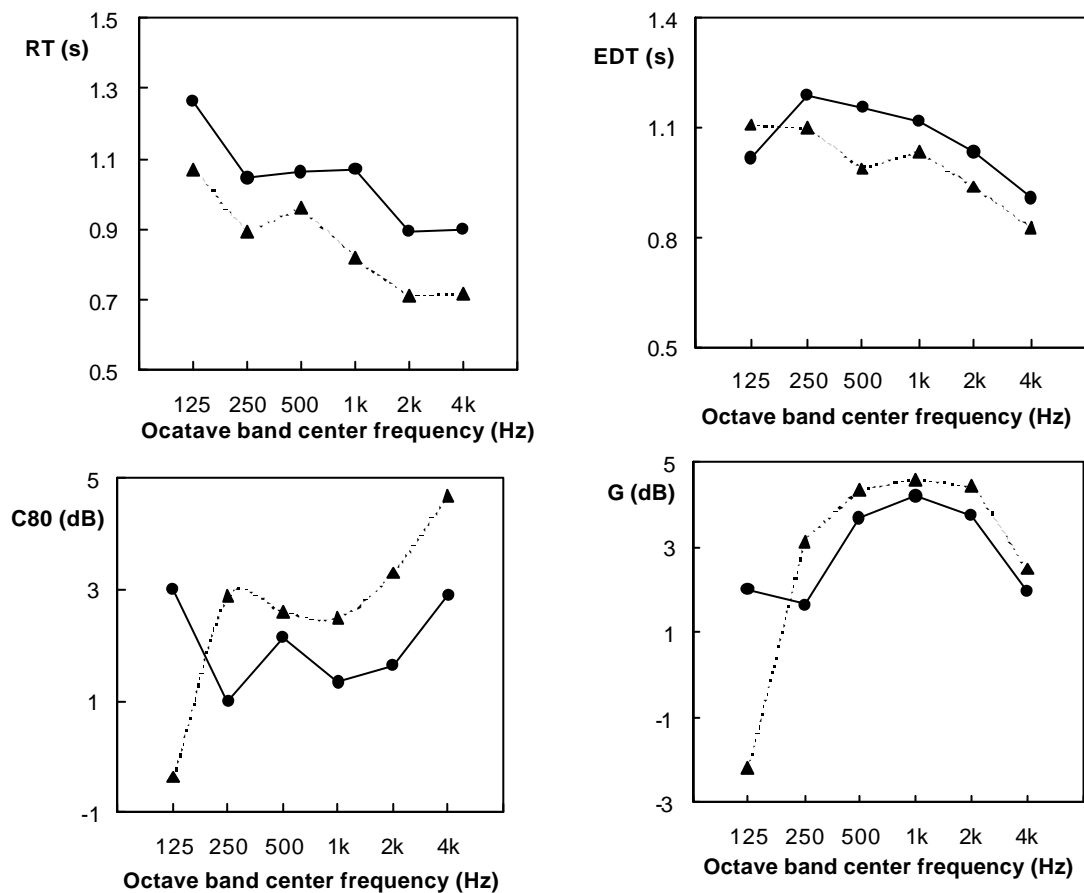 RT (s)
1.5
1.3
1.1
0.9
0.7
0.5
125 250 500 1k 2k 4k
Ocatave band center frequency (Hz)
EDT (s)
1.4
1.1
0.8
0.5
125 250 500 1k 2k 4k
Octave band center frequency (Hz)
C80 (dB)
5
3
1
-1
125 250 500 1k 2k 4k
Octave band center frequency (Hz)
G (dB)
5
3
1
-1
-3
125 250 500 1k 2k 4k
Octave band center frequency (Hz)